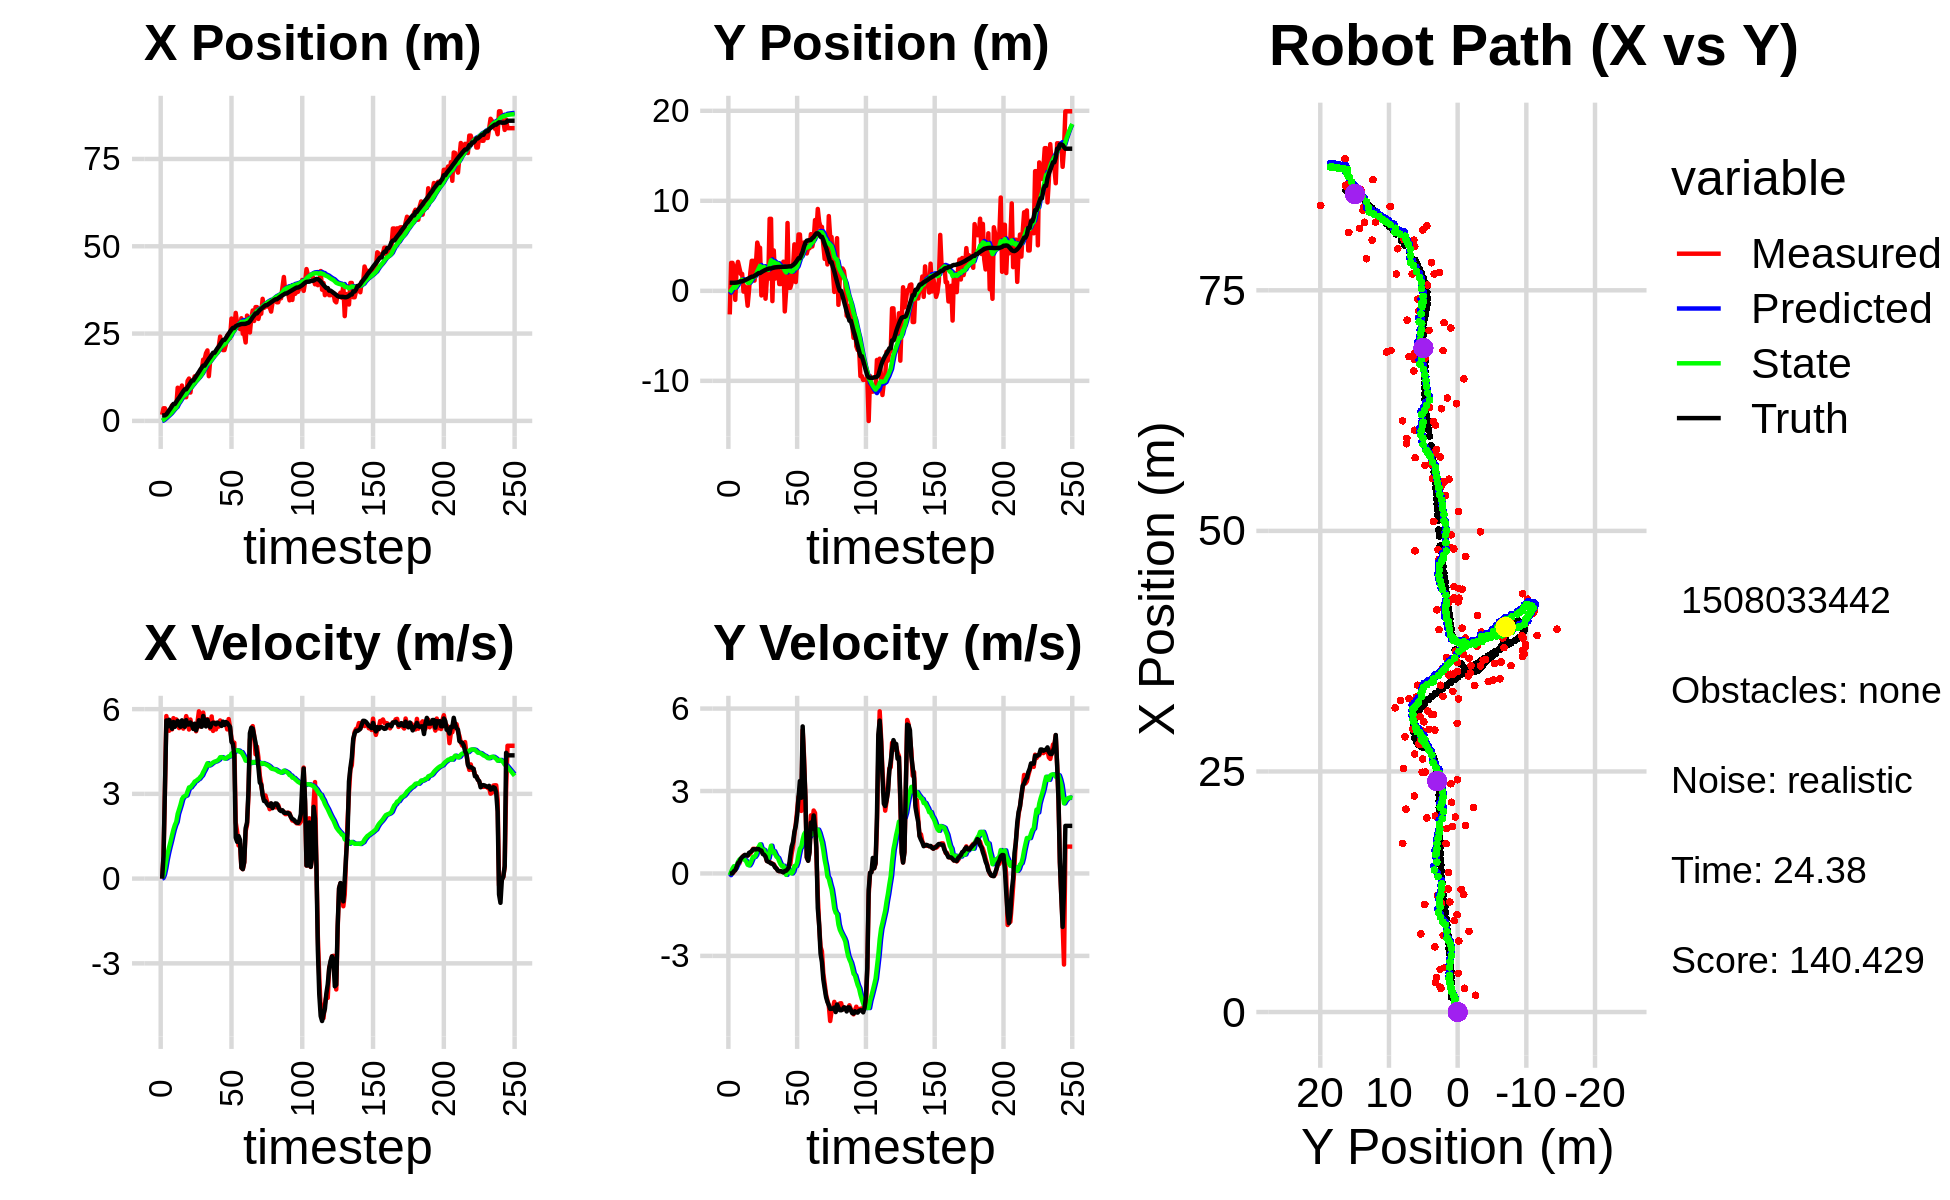 X Position (m)
75
50
25
0
0 50 100 150 200 250
timestep
Y Position (m)
20
10
0
-10
0 50 100 150 200 250
timestep
X Velocity (m/s)
6
3
0
-3
0 50 100 150 200 250
timestep
Y Velocity (m/s)
6
3
0
-3
0 50 100 150 200 250
timestep
Robot Path (X vs Y)
X Position (m)
75
50
25
0
20 10 0 -10 -20
Y Position (m)
variable
Measured
Predicted
State
Truth
1508033442
Obstacles: none
Noise: realistic
Time: 24.38
Score: 140.429